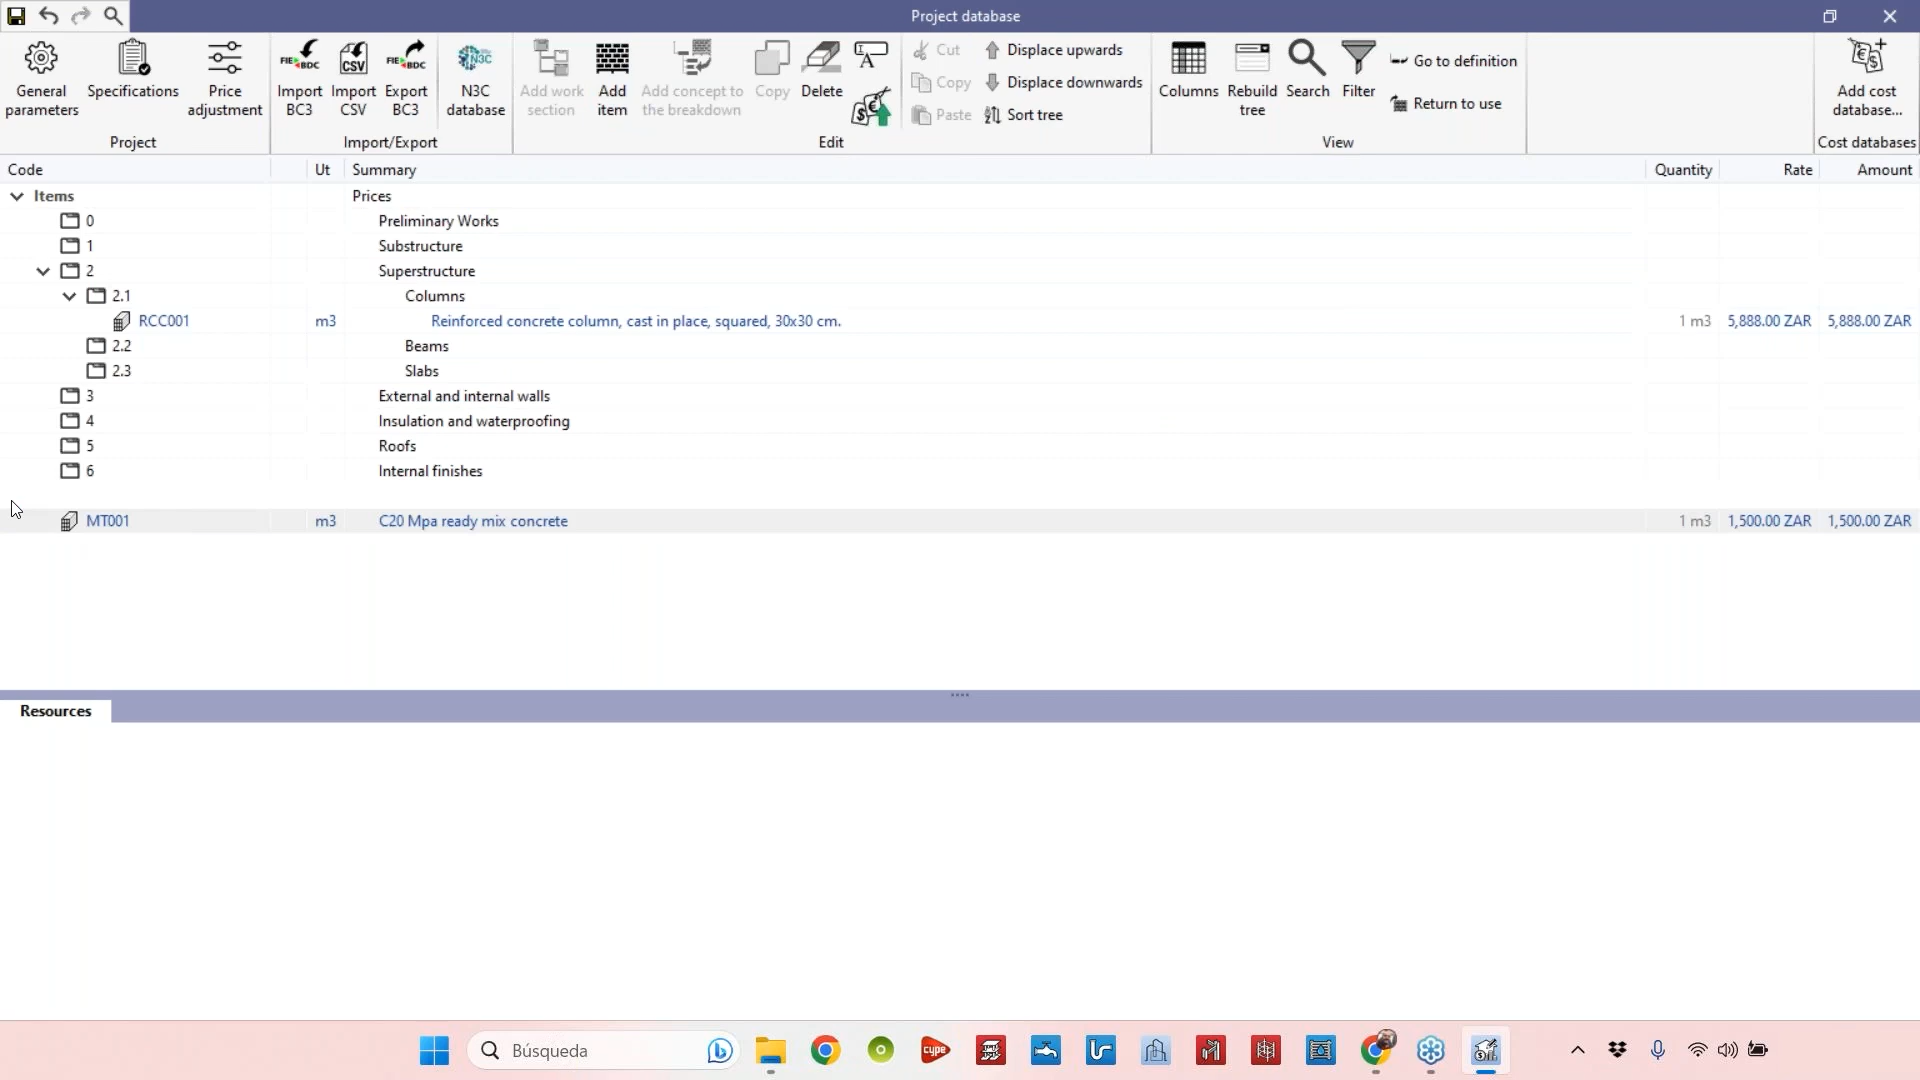 Project database
General parameters
Specifications
Price adjustment
Project
FIE BDC
Import BC3
CSV
Import CSV
FIE BDC
Export BC3
N3C
N3C database
Import/Export
Add work section
Add item
Add concept to the breakdown
Copy
Delete
A
Cut
Copy
Paste
Displace upwards
Displace downwards
Sort tree
Edit
Columns
Rebuild tree
Search
Filter
Go to definition
Return to use
View
Add cost database...
Cost databases
Code Ut Summary Quantity Rate Amount
Items Prices
0 Preliminary Works
1 Substructure
2 Superstructure
2.1 Columns
RCC001 m3 Reinforced concrete column, cast in place, squared, 30x30 cm. 1 m3 5,888.00 ZAR 5,888.00 ZAR
2.2 Beams
2.3 Slabs
3 External and internal walls
4 Insulation and waterproofing
5 Roofs
6 Internal finishes
MT001 m3 C20 Mpa ready mix concrete 1 m3 1,500.00 ZAR 1,500.00 ZAR
Resources
Búsqueda
cype